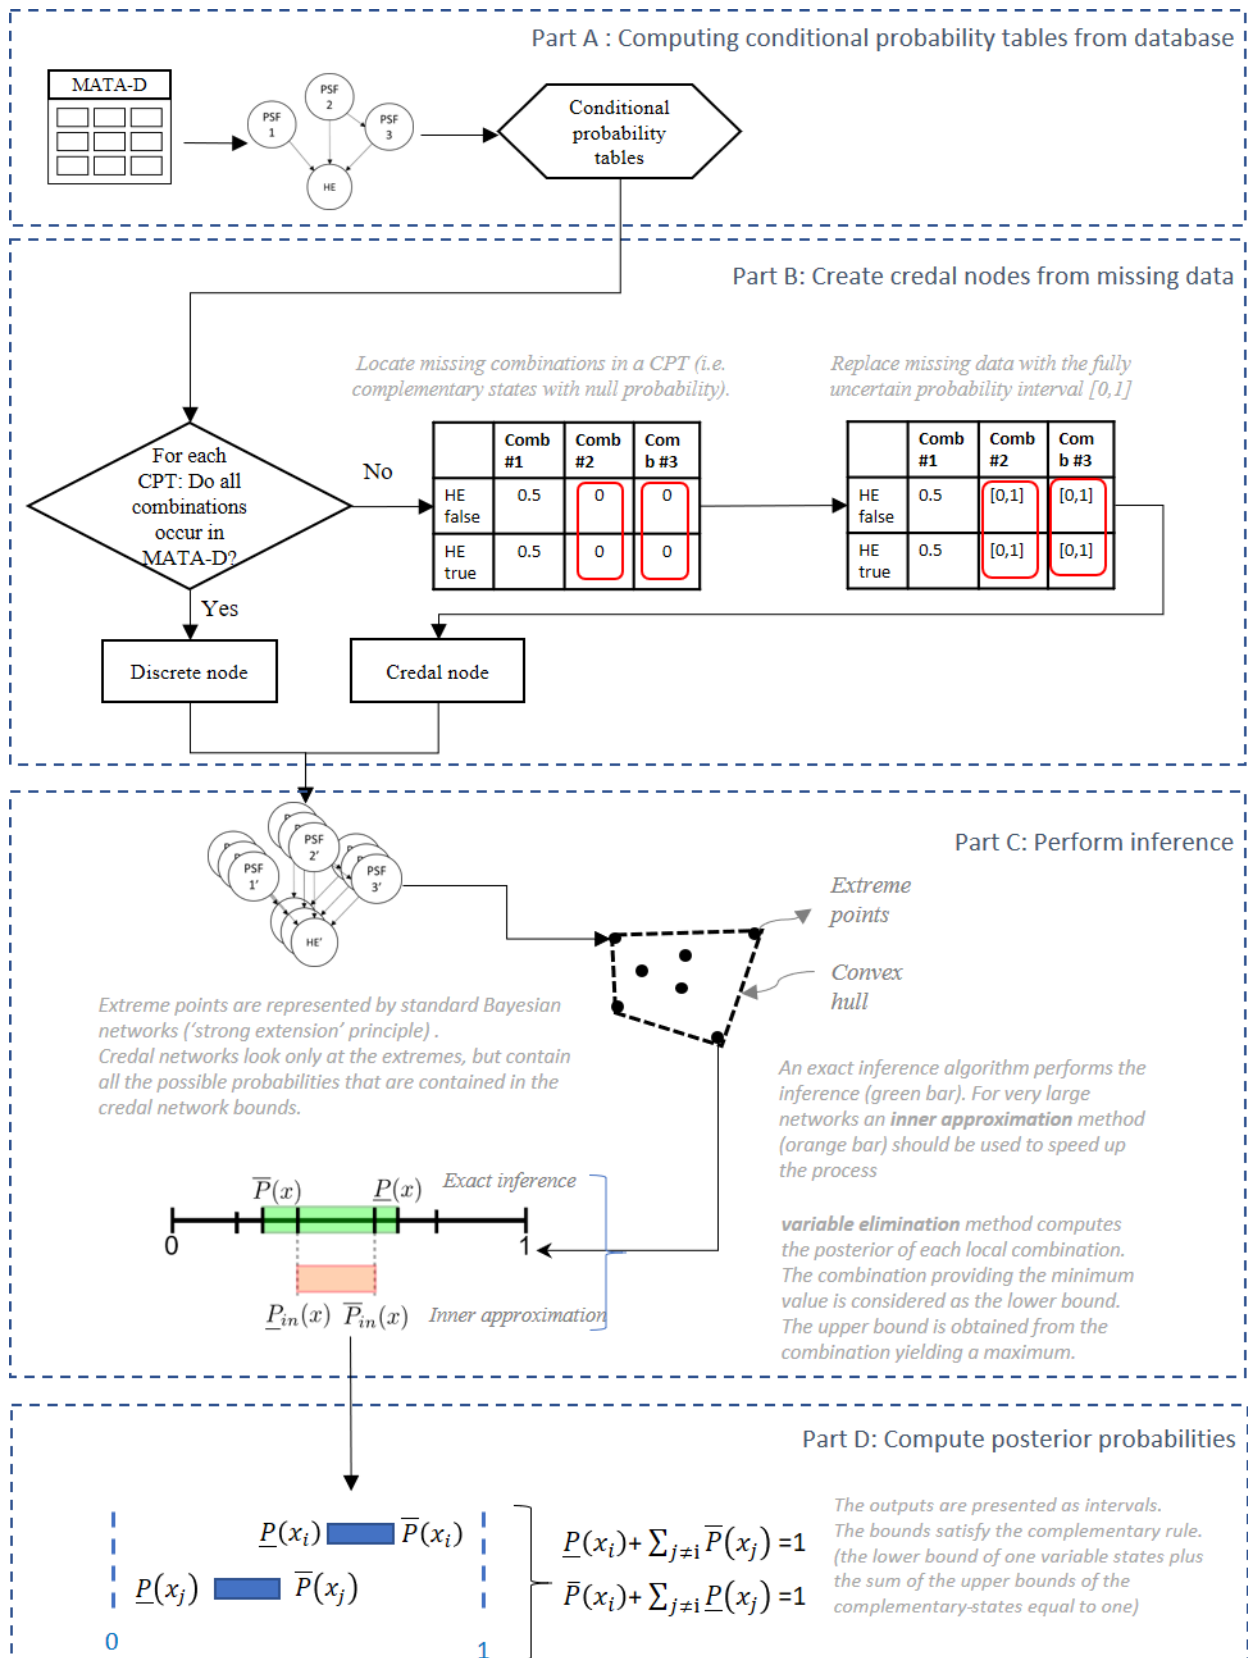 Part A : Computing conditional probability tables from database
MATA-D
PSF
1
PSF
2
PSF
3
HE
Conditional
probability
tables
Part B: Create credal nodes from missing data
Locate missing combinations in a CPT (i.e.
complementary states with null probability).
Replace missing data with the fully
uncertain probability interval [0,1]
For each
CPT: Do all
combinations
occur in
MATA-D?
No
Yes
Comb #1 Comb #2 Com b #3
HE false 0.5 0 0
HE true 0.5 0 0
Comb #1 Comb #2 Com b #3
HE false 0.5 [0,1] [0,1]
HE true 0.5 [0,1] [0,1]
Discrete node
Credal node
Part C: Perform inference
PSF
1'
PSF
2'
PSF
3'
HE'
Extreme
points
Convex
hull
Extreme points are represented by standard Bayesian
networks ('strong extension' principle) .
Credal networks look only at the extremes, but contain
all the possible probabilities that are contained in the
credal network bounds.
An exact inference algorithm performs the
inference (green bar). For very large
networks an inner approximation method
(orange bar) should be used to speed up
the process
variable elimination method computes
the posterior of each local combination.
The combination providing the minimum
value is considered as the lower bound.
The upper bound is obtained from the
combination yielding a maximum.
P̅(x) P̲(x) Exact inference
0 1
P̲in(x) P̅in(x) Inner approximation
Part D: Compute posterior probabilities
P̲(xᵢ) P̅(xᵢ)
P̲(xⱼ) P̅(xⱼ)
0 1
P̲(xᵢ)+ ∑j≠i P̅(xⱼ) =1
P̅(xᵢ)+ ∑j≠i P̲(xⱼ) =1
The outputs are presented as intervals.
The bounds satisfy the complementary rule.
(the lower bound of one variable states plus
the sum of the upper bounds of the
complementary-states equal to one)